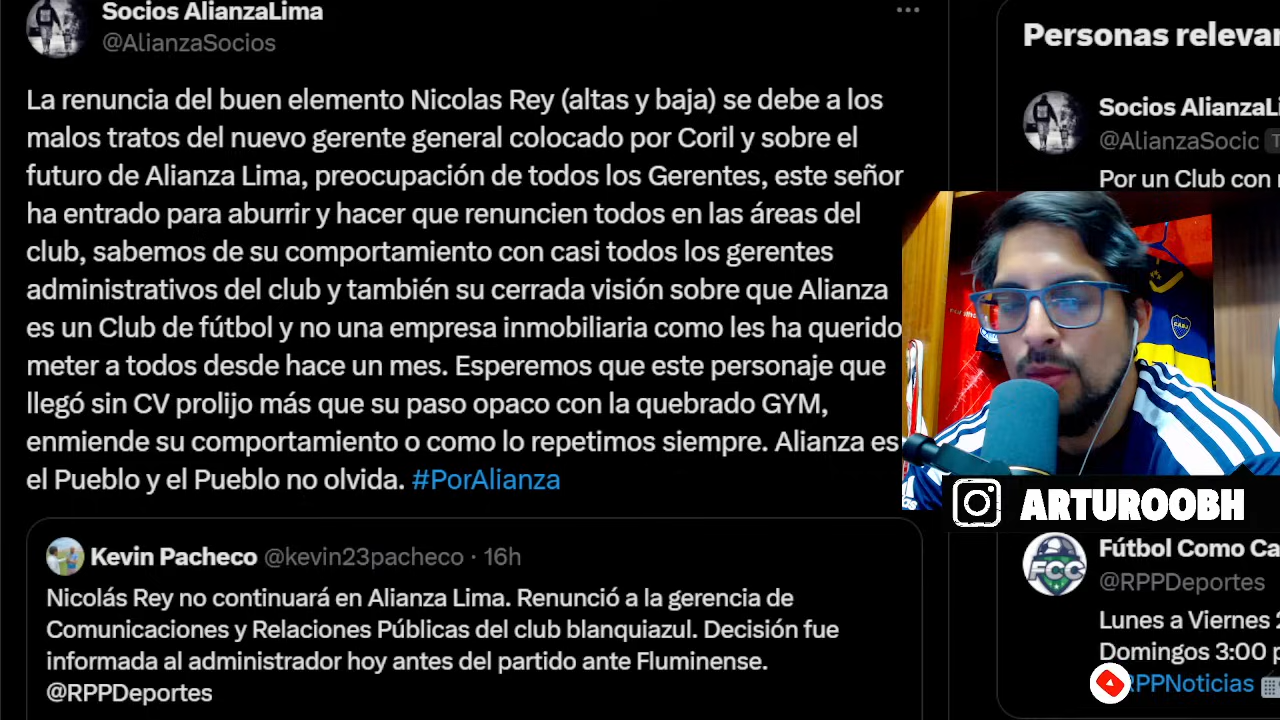 Socios AlianzaLima
@AlianzaSocios
La renuncia del buen elemento Nicolas Rey (altas y baja) se debe a los
malos tratos del nuevo gerente general colocado por Coril y sobre el
futuro de Alianza Lima, preocupación de todos los Gerentes, este señor
ha entrado para aburrir y hacer que renuncien todos en las áreas del
club, sabemos de su comportamiento con casi todos los gerentes
administrativos del club y también su cerrada visión sobre que Alianza
es un Club de fútbol y no una empresa inmobiliaria como les ha querido
meter a todos desde hace un mes. Esperemos que este personaje que
llegó sin CV prolijo más que su paso opaco con la quebrado GYM,
enmiende su comportamiento o como lo repetimos siempre. Alianza es
el Pueblo y el Pueblo no olvida. #PorAlianza
Kevin Pacheco @kevin23pacheco · 16h
Nicolás Rey no continuará en Alianza Lima. Renunció a la gerencia de
Comunicaciones y Relaciones Públicas del club blanquiazul. Decisión fue
informada al administrador hoy antes del partido ante Fluminense.
@RPPDeportes
Personas relevan
Socios AlianzaLi
@AlianzaSocio
Por un Club con
ARTUROOBH
FCC
Fútbol Como Ca
@RPPDeportes
Lunes a Viernes 2
Domingos 3:00 p
RPPNoticias